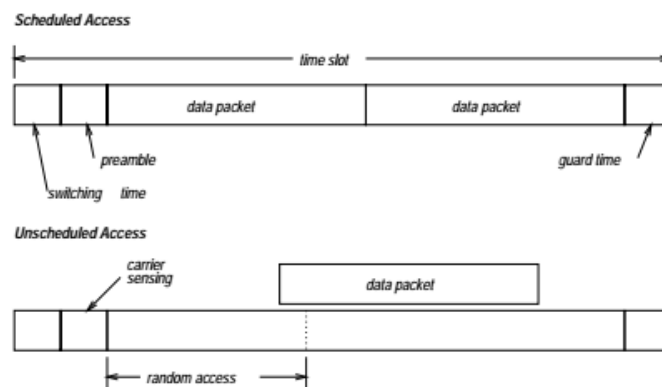 Scheduled Access
time slot
data packet data packet
preamble guard time
switching time
Unscheduled Access
carrier
sensing
data packet
random access